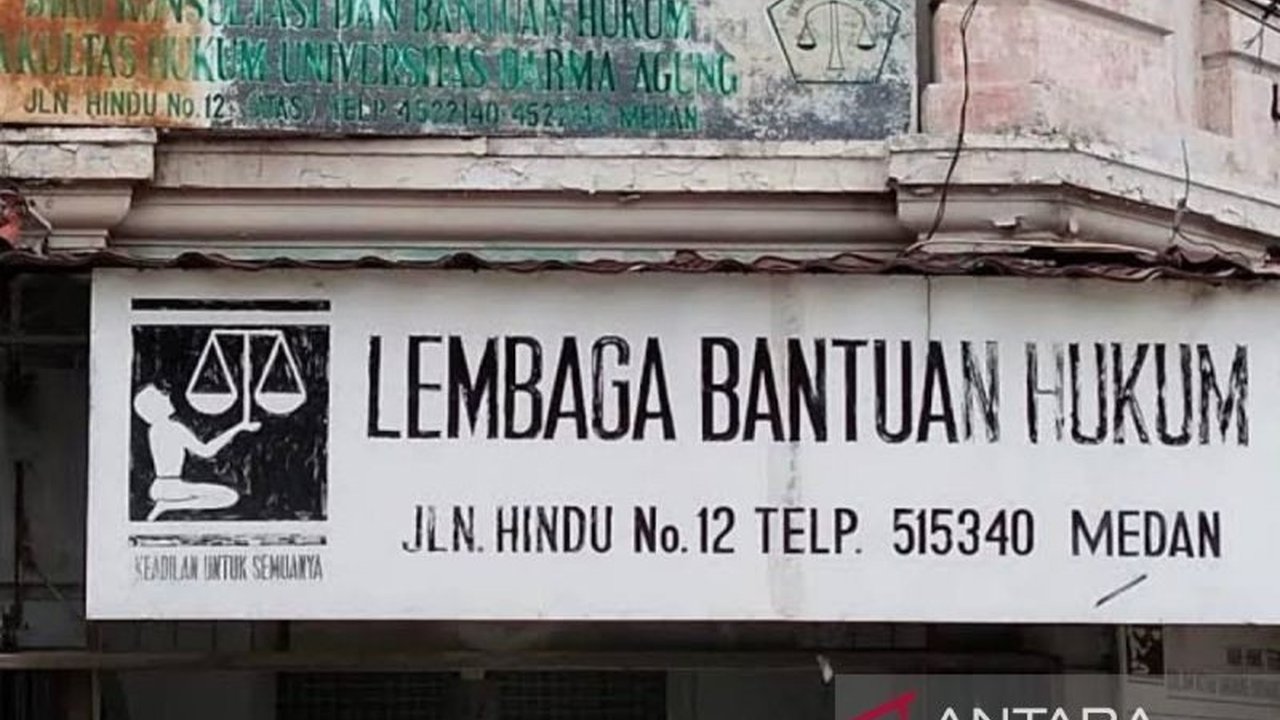 KONSULTASI DAN BANTUAN HUKUM
FAKULTAS HUKUM UNIVERSITAS DARMA AGUNG
JLN. HINDU No. 12 (ATAS) TELP 4522140 MEDAN
LEMBAGA BANTUAN HUKUM
JLN. HINDU No. 12 TELP. 515340 MEDAN
KEADILAN UNTUK SEMUANYA
ANTARA